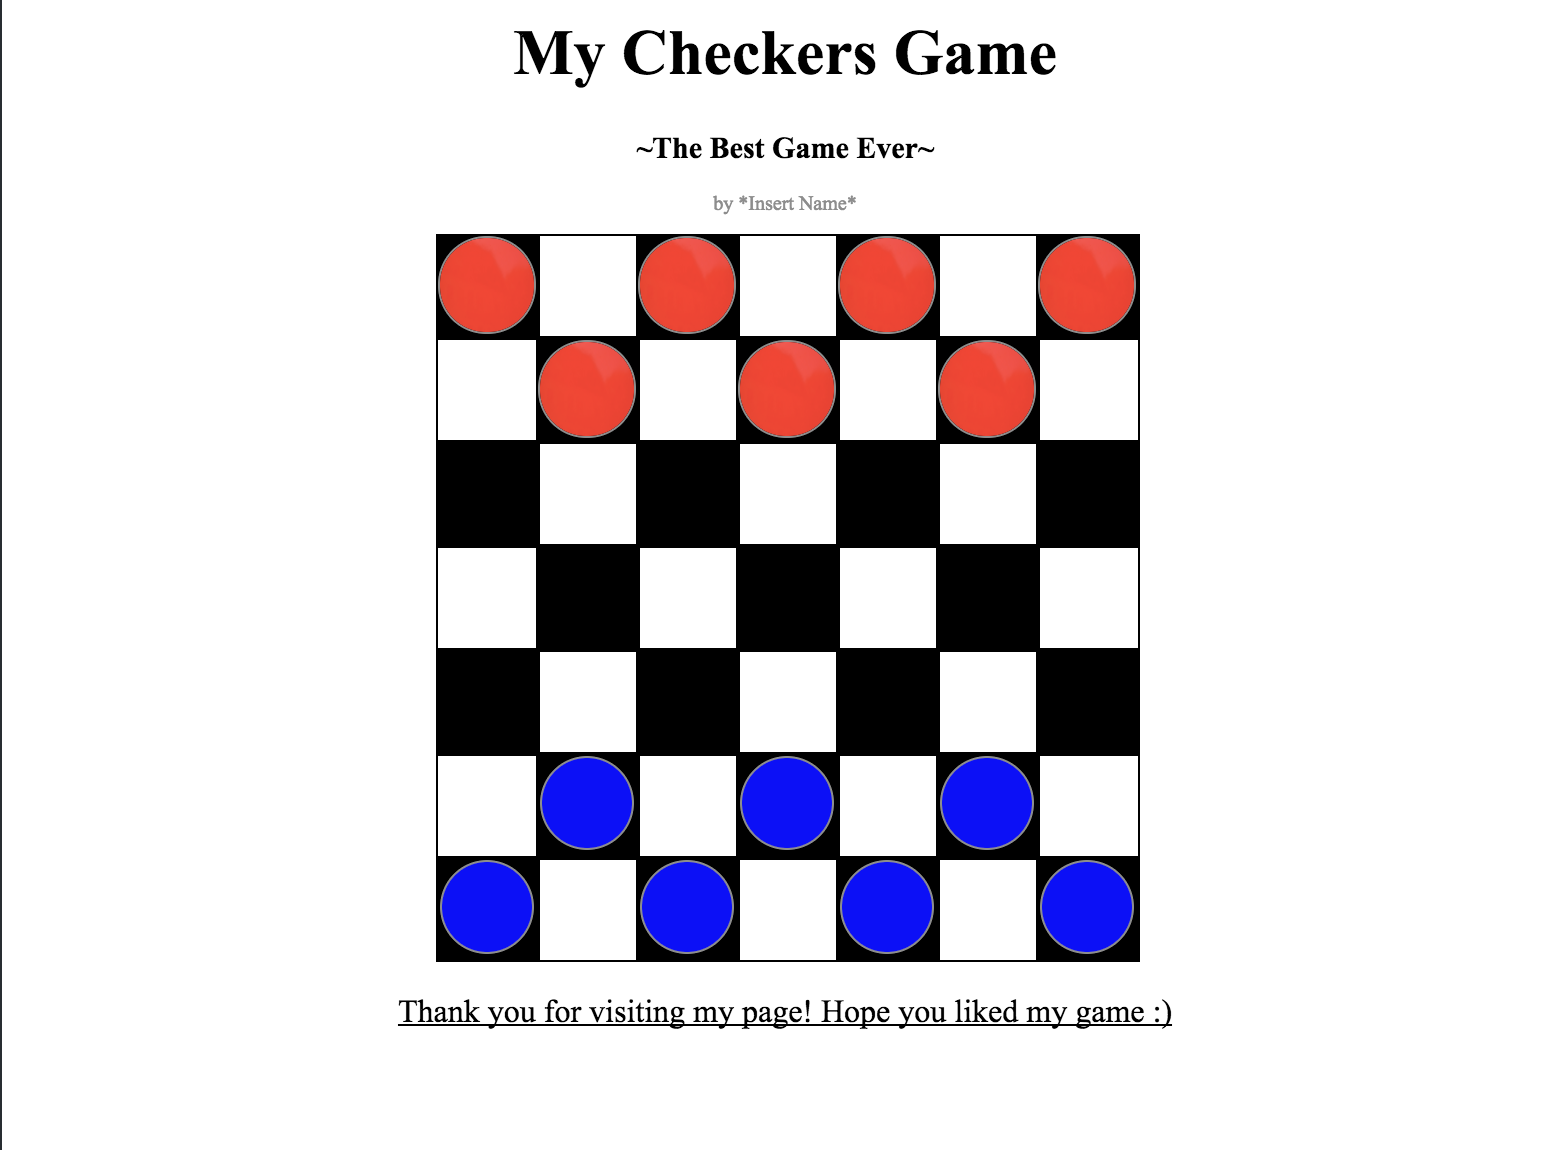 My Checkers Game
~The Best Game Ever~
by *Insert Name*
Thank you for visiting my page! Hope you liked my game :)